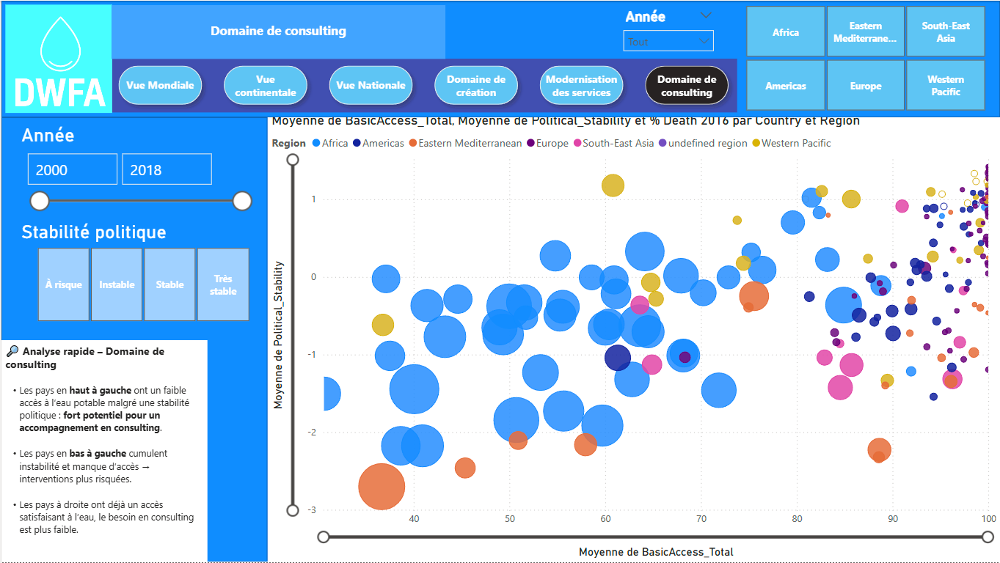 DWFA
Domaine de consulting
Année
Tout
Africa
Eastern
Mediterrane...
South-East
Asia
Americas
Europe
Western
Pacific
Vue Mondiale
Vue
continentale
Vue Nationale
Domaine de
création
Modernisation
des services
Domaine de
consulting
Année
2000
2018
Stabilité politique
À risque
Instable
Stable
Très
stable
🔎 Analyse rapide – Domaine de
consulting
• Les pays en haut à gauche ont un faible
accès à l'eau potable malgré une stabilité
politique : fort potentiel pour un
accompagnement en consulting.
• Les pays en bas à gauche cumulent
instabilité et manque d'accès →
interventions plus risquées.
• Les pays à droite ont déjà un accès
satisfaisant à l'eau, le besoin en consulting
est plus faible.
Moyenne de BasicAccess_Total, Moyenne de Political_Stability et % Death 2016 par Country et Region
Region Africa Americas Eastern Mediterranean Europe South-East Asia undefined region Western Pacific
Moyenne de Political_Stability
1
0
-1
-2
-3
40 50 60 70 80 90 100
Moyenne de BasicAccess_Total